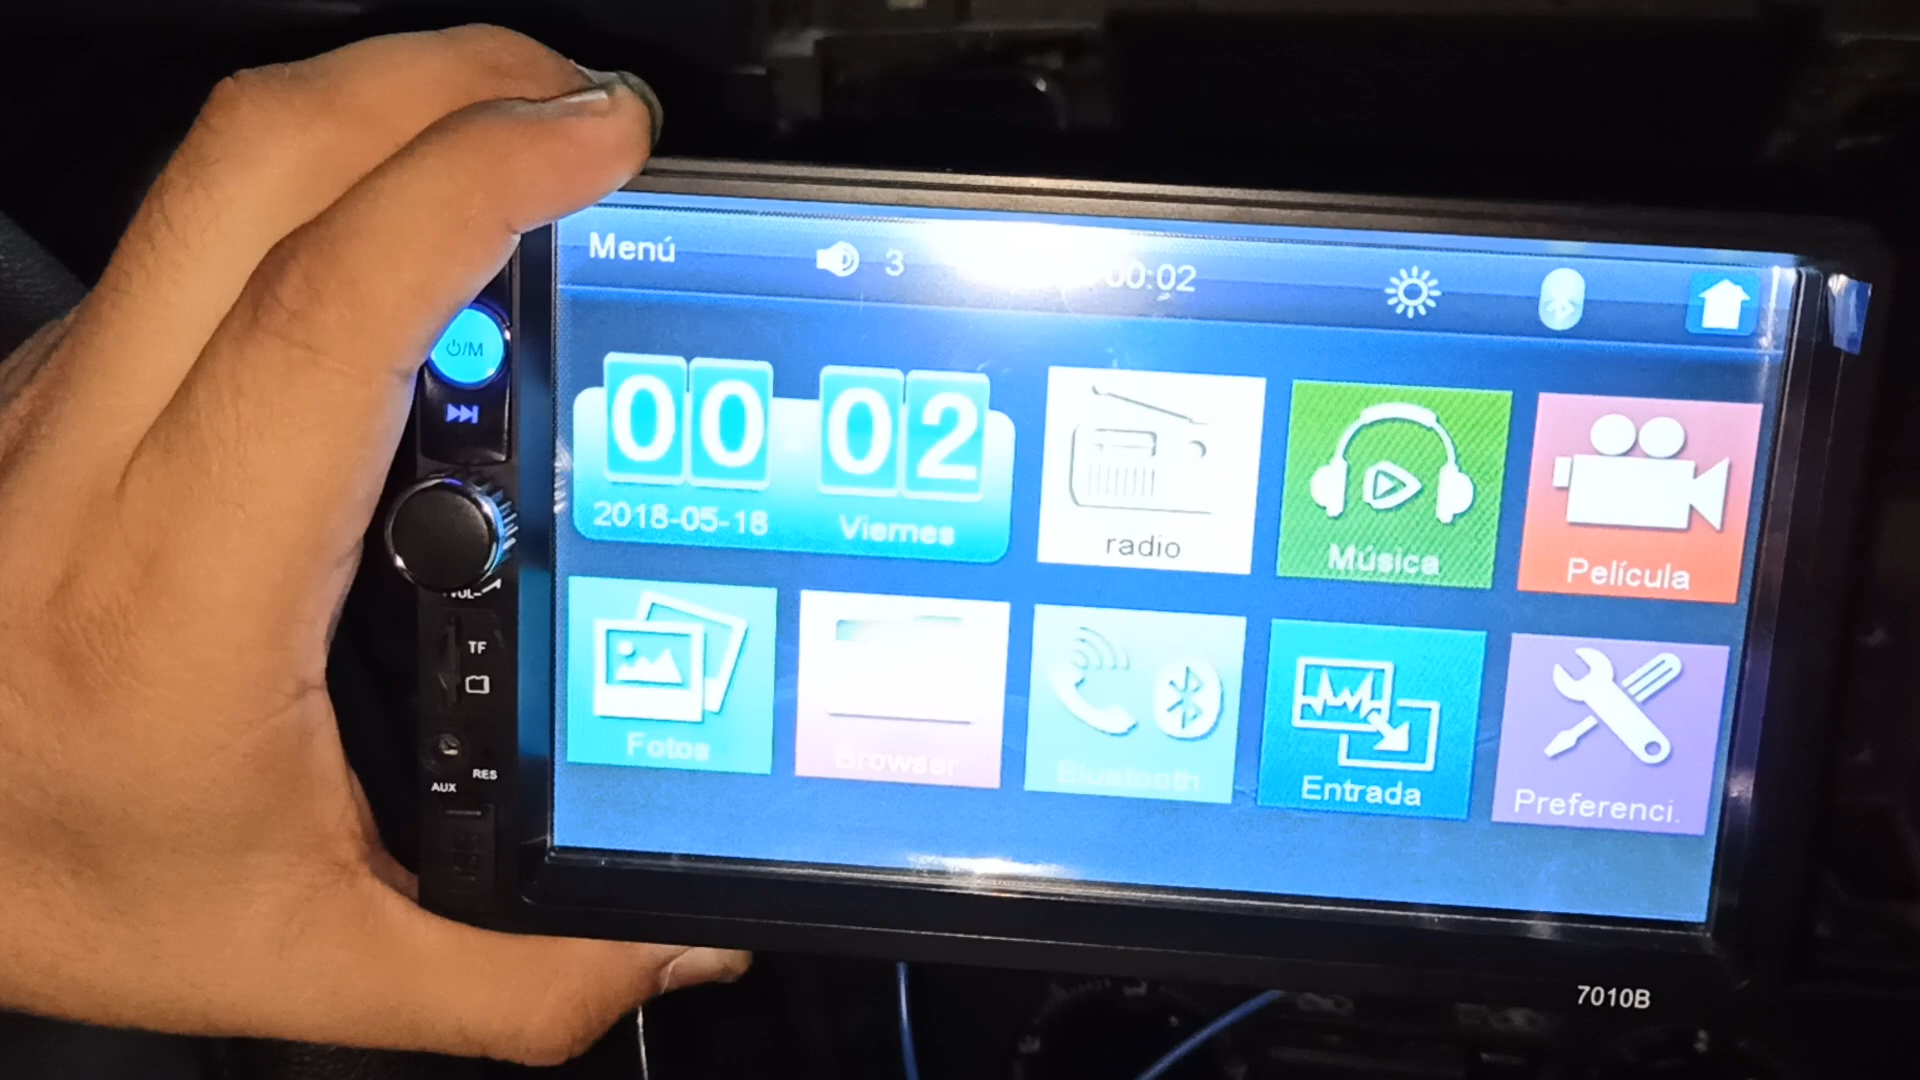 Menú
3
00:02
⏻/M
00 02
2018-05-18 Viernes
radio
Música
Película
VOL
TF
Fotos
Browser
Bluetooth
Entrada
Preferenci.
RES
AUX
7010B